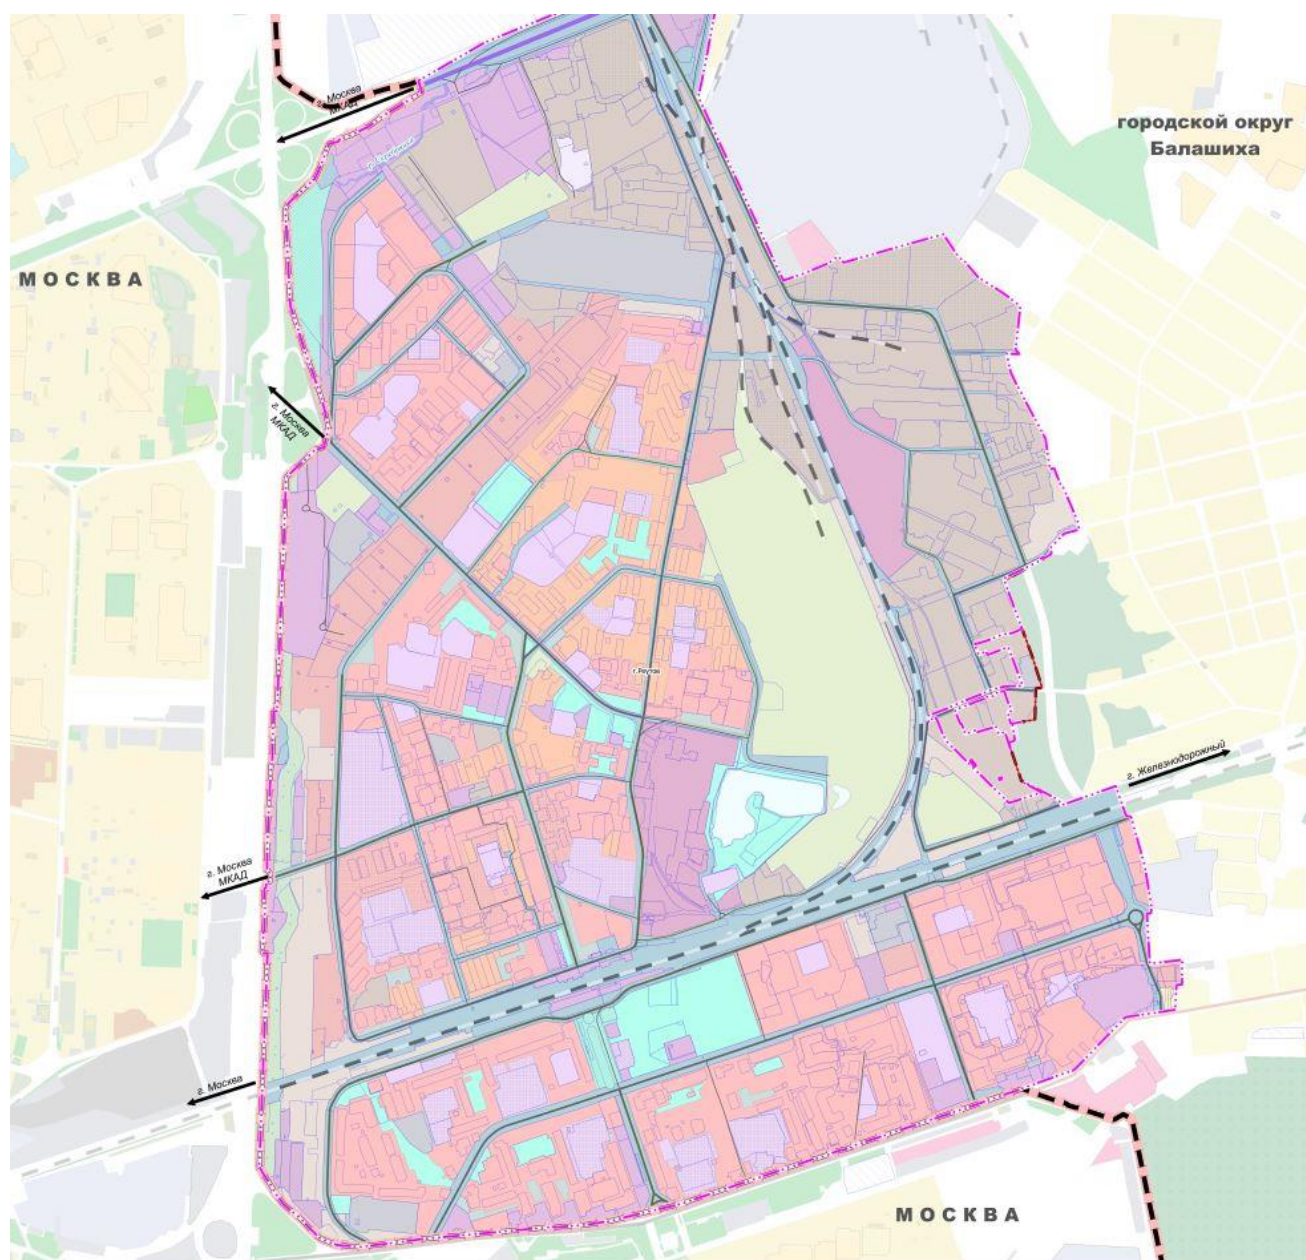 г. Москва
МКАД
городской округ
Балашиха
МОСКВА
г. Москва
МКАД
г. Реутов
г. Железнодорожный
г. Москва
МКАД
г. Москва
МОСКВА